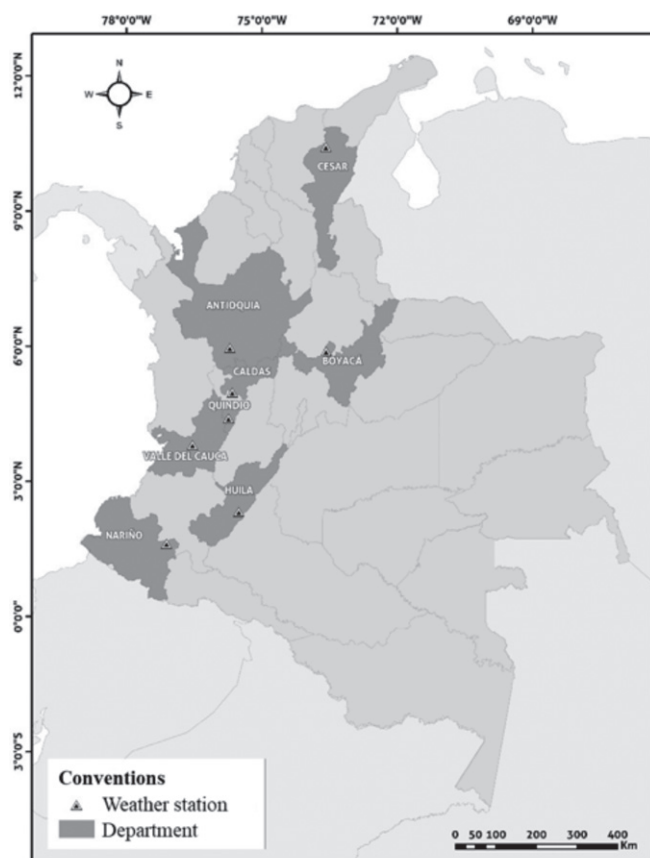 78°0'0"W 75°0'0"W 72°0'0"W 69°0'0"W
12°0'0"N
N
W E
S
CESAR
9°0'0"N
ANTIOQUIA
6°0'0"N
BOYACA
CALDAS
QUINDIO
VALLE DEL CAUCA
3°0'0"N
HUILA
NARIÑO
0°0'0"
3°0'0"S
Conventions
Weather station
Department
0 50 100 200 300 400
Km